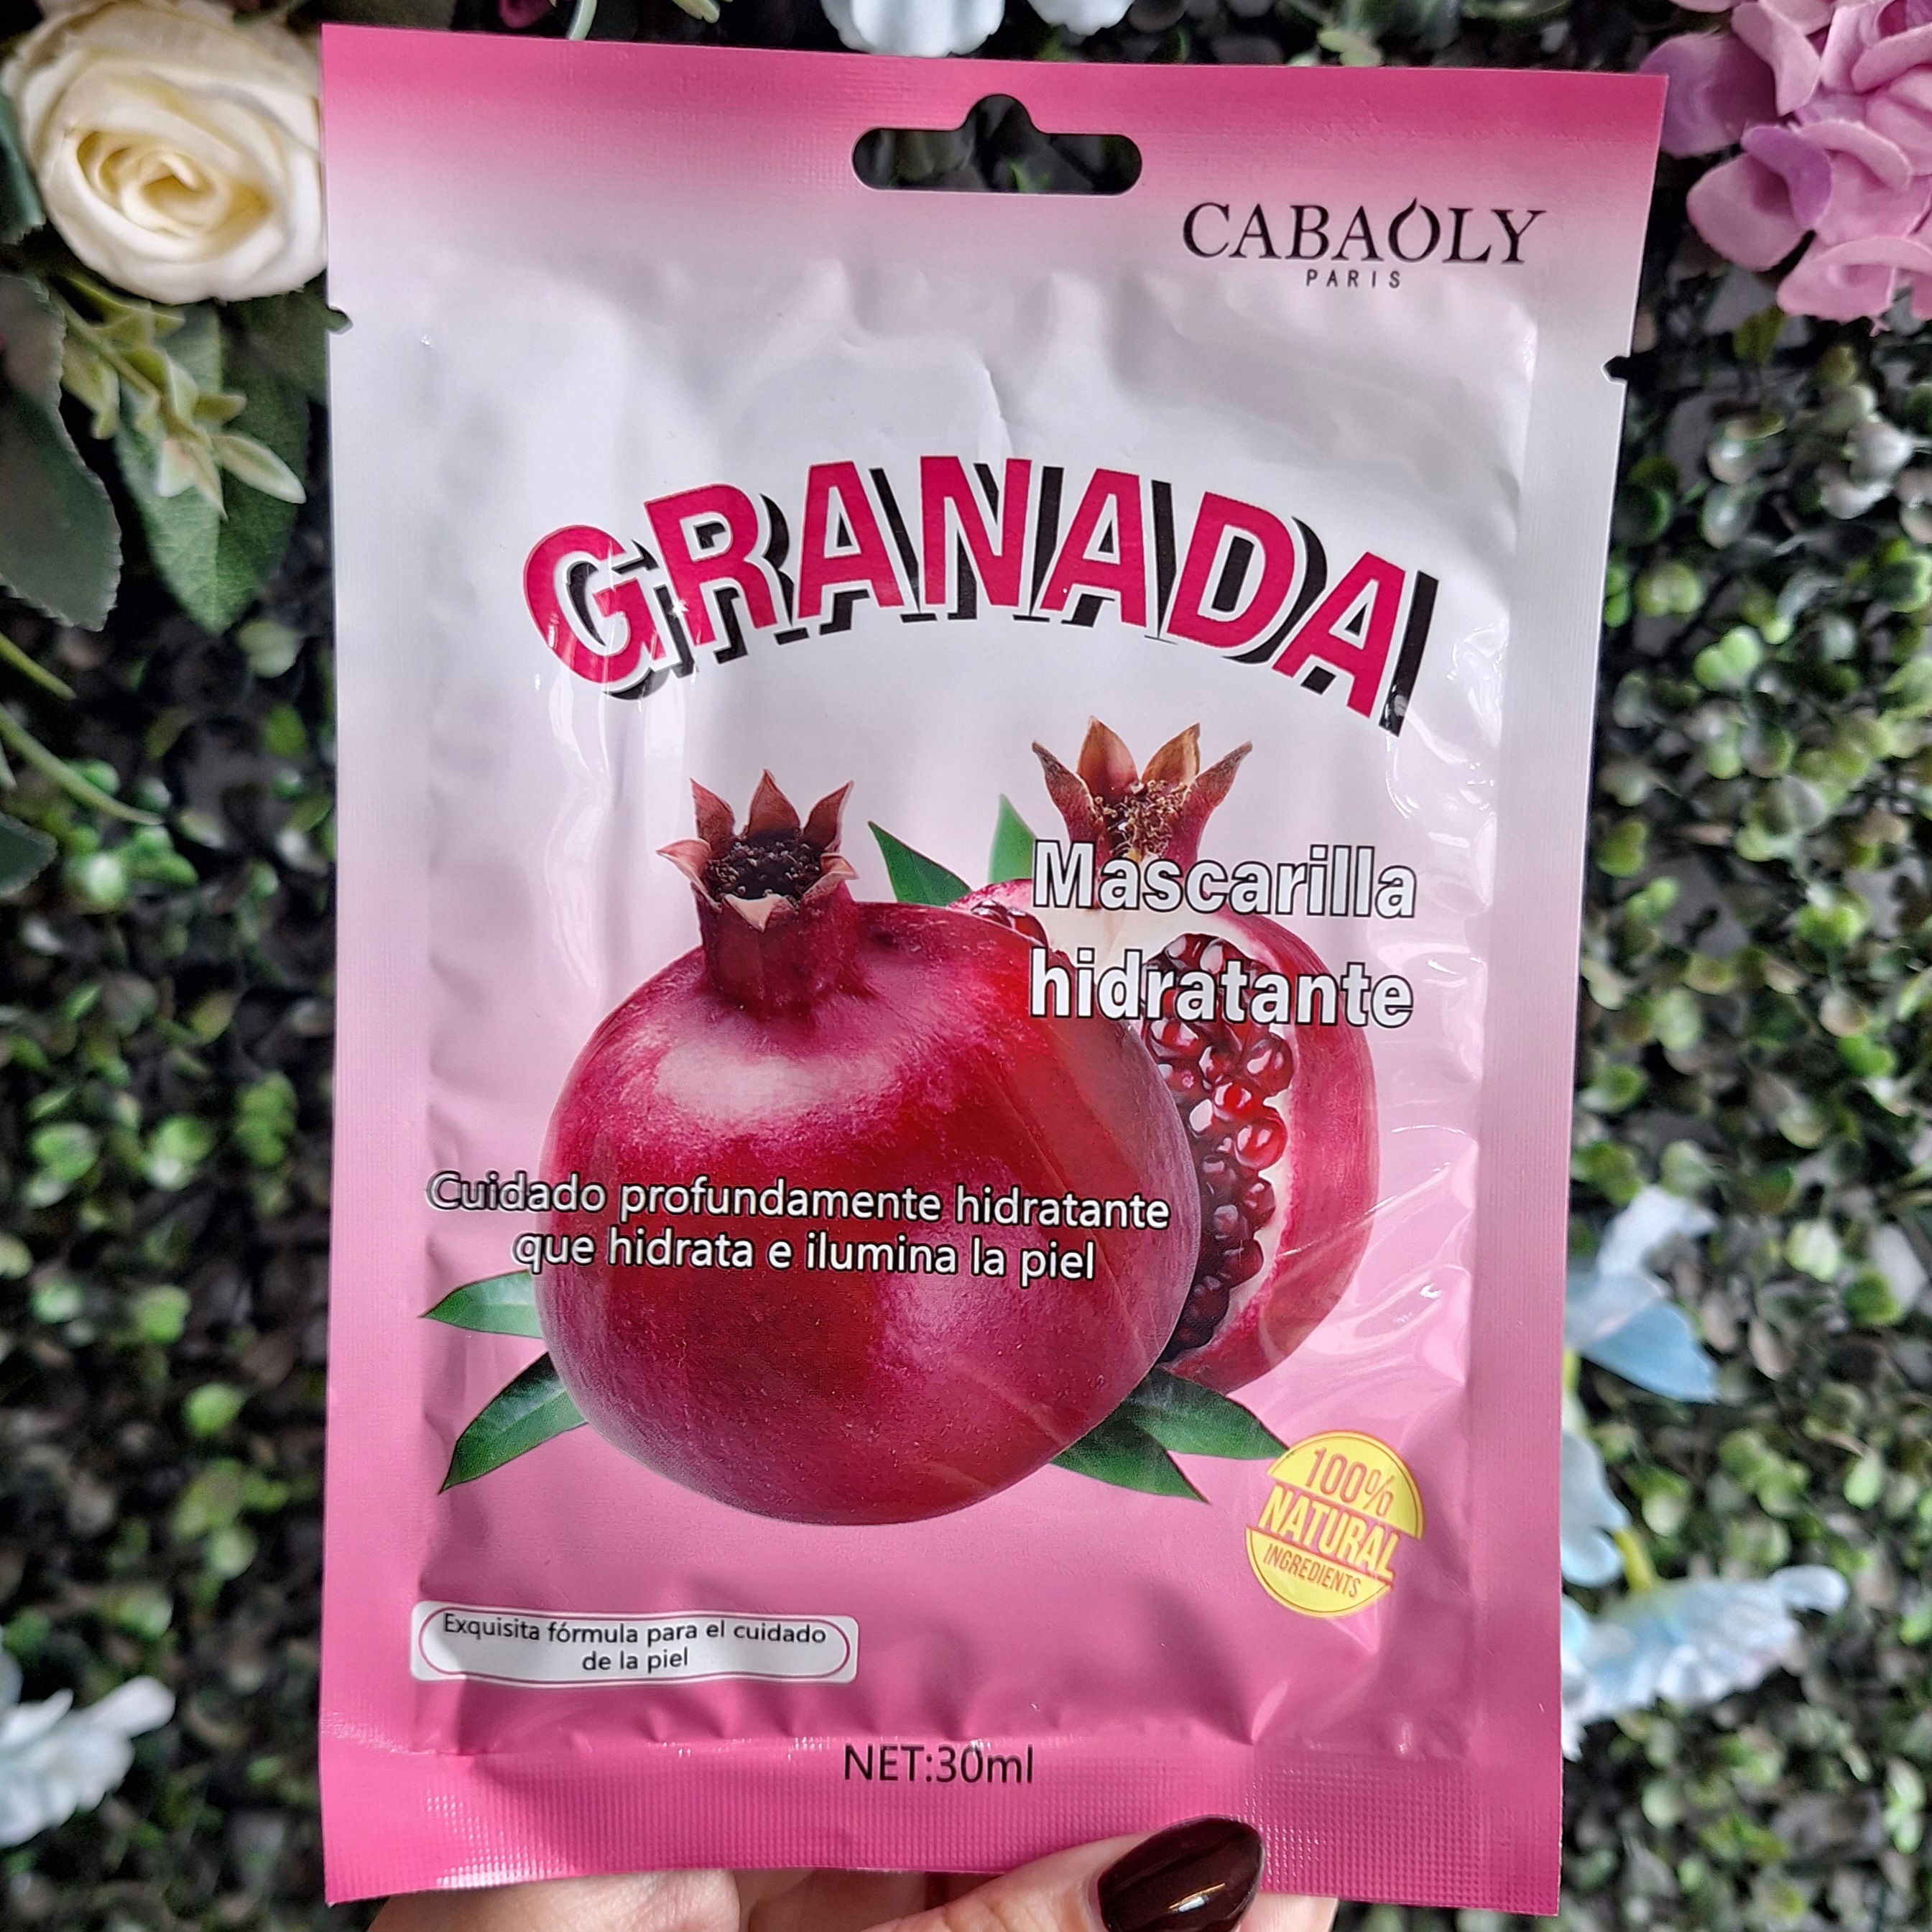 CABAOLY
PARIS
GRANADA
Mascarilla
hidratante
Cuidado profundamente hidratante
que hidrata e ilumina la piel
100%
NATURAL
INGREDIENTS
Exquisita fórmula para el cuidado
de la piel
NET:30ml